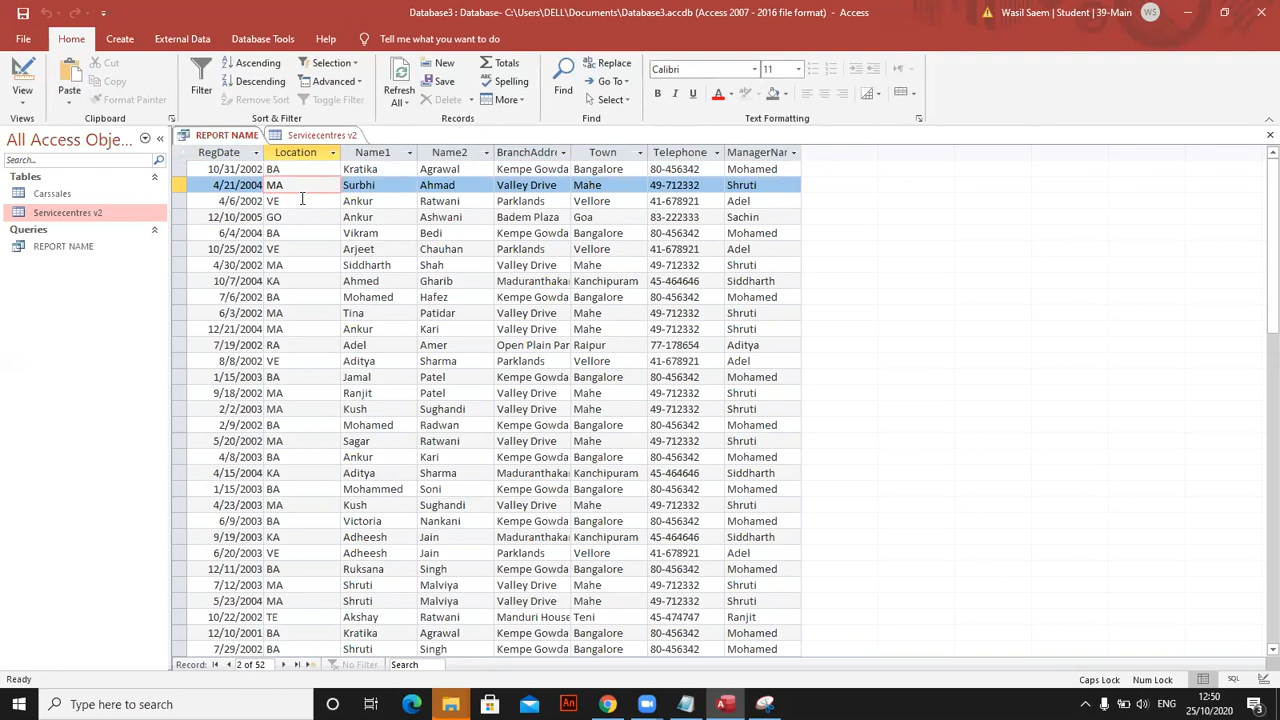 Database3 : Database- C:\Users\DELL\Documents\Database3.accdb (Access 2007 - 2016 file format) - Access
Wasil Saem | Student | 39-Main
WS
File Home Create External Data Database Tools Help Tell me what you want to do
View
Views
Paste
Cut
Copy
Format Painter
Clipboard
Filter
Ascending
Descending
Remove Sort
Selection
Advanced
Toggle Filter
Sort & Filter
Refresh
All
New
Save
Delete
Totals
Spelling
More
Records
Find
Replace
Go To
Select
Find
Calibri 11
B I U A
Text Formatting
All Access Obje...
Search...
Tables
Carssales
Servicecentres v2
Queries
REPORT NAME
REPORT NAME Servicecentres v2
RegDate Location Name1 Name2 BranchAddre Town Telephone ManagerNar
10/31/2002 BA Kratika Agrawal Kempe Gowda Bangalore 80-456342 Mohamed
4/21/2004 MA Surbhi Ahmad Valley Drive Mahe 49-712332 Shruti
4/6/2002 VE Ankur Ratwani Parklands Vellore 41-678921 Adel
12/10/2005 GO Ankur Ashwani Badem Plaza Goa 83-222333 Sachin
6/4/2004 BA Vikram Bedi Kempe Gowda Bangalore 80-456342 Mohamed
10/25/2002 VE Arjeet Chauhan Parklands Vellore 41-678921 Adel
4/30/2002 MA Siddharth Shah Valley Drive Mahe 49-712332 Shruti
10/7/2004 KA Ahmed Gharib Maduranthakar Kanchipuram 45-464646 Siddharth
7/6/2002 BA Mohamed Hafez Kempe Gowda Bangalore 80-456342 Mohamed
6/3/2002 MA Tina Patidar Valley Drive Mahe 49-712332 Shruti
12/21/2004 MA Ankur Kari Valley Drive Mahe 49-712332 Shruti
7/19/2002 RA Adel Amer Open Plain Par Raipur 77-178654 Aditya
8/8/2002 VE Aditya Sharma Parklands Vellore 41-678921 Adel
1/15/2003 BA Jamal Patel Kempe Gowda Bangalore 80-456342 Mohamed
9/18/2002 MA Ranjit Patel Valley Drive Mahe 49-712332 Shruti
2/2/2003 MA Kush Sughandi Valley Drive Mahe 49-712332 Shruti
2/9/2002 BA Mohamed Radwan Kempe Gowda Bangalore 80-456342 Mohamed
5/20/2002 MA Sagar Ratwani Valley Drive Mahe 49-712332 Shruti
4/8/2003 BA Ankur Kari Kempe Gowda Bangalore 80-456342 Mohamed
4/15/2004 KA Aditya Sharma Maduranthakar Kanchipuram 45-464646 Siddharth
1/15/2003 BA Mohammed Soni Kempe Gowda Bangalore 80-456342 Mohamed
4/23/2003 MA Kush Sughandi Valley Drive Mahe 49-712332 Shruti
6/9/2003 BA Victoria Nankani Kempe Gowda Bangalore 80-456342 Mohamed
9/19/2003 KA Adheesh Jain Maduranthakar Kanchipuram 45-464646 Siddharth
6/20/2003 VE Adheesh Jain Parklands Vellore 41-678921 Adel
12/11/2003 BA Ruksana Singh Kempe Gowda Bangalore 80-456342 Mohamed
7/12/2003 MA Shruti Malviya Valley Drive Mahe 49-712332 Shruti
5/23/2004 MA Shruti Malviya Valley Drive Mahe 49-712332 Shruti
10/22/2002 TE Akshay Ratwani Manduri House Teni 45-474747 Ranjit
12/10/2001 BA Kratika Agrawal Kempe Gowda Bangalore 80-456342 Mohamed
7/29/2002 BA Shruti Singh Kempe Gowda Bangalore 80-456342 Mohamed
Record: 2 of 52 No Filter Search
Ready Caps Lock Num Lock SQL
Type here to search
ENG
12:50
25/10/2020